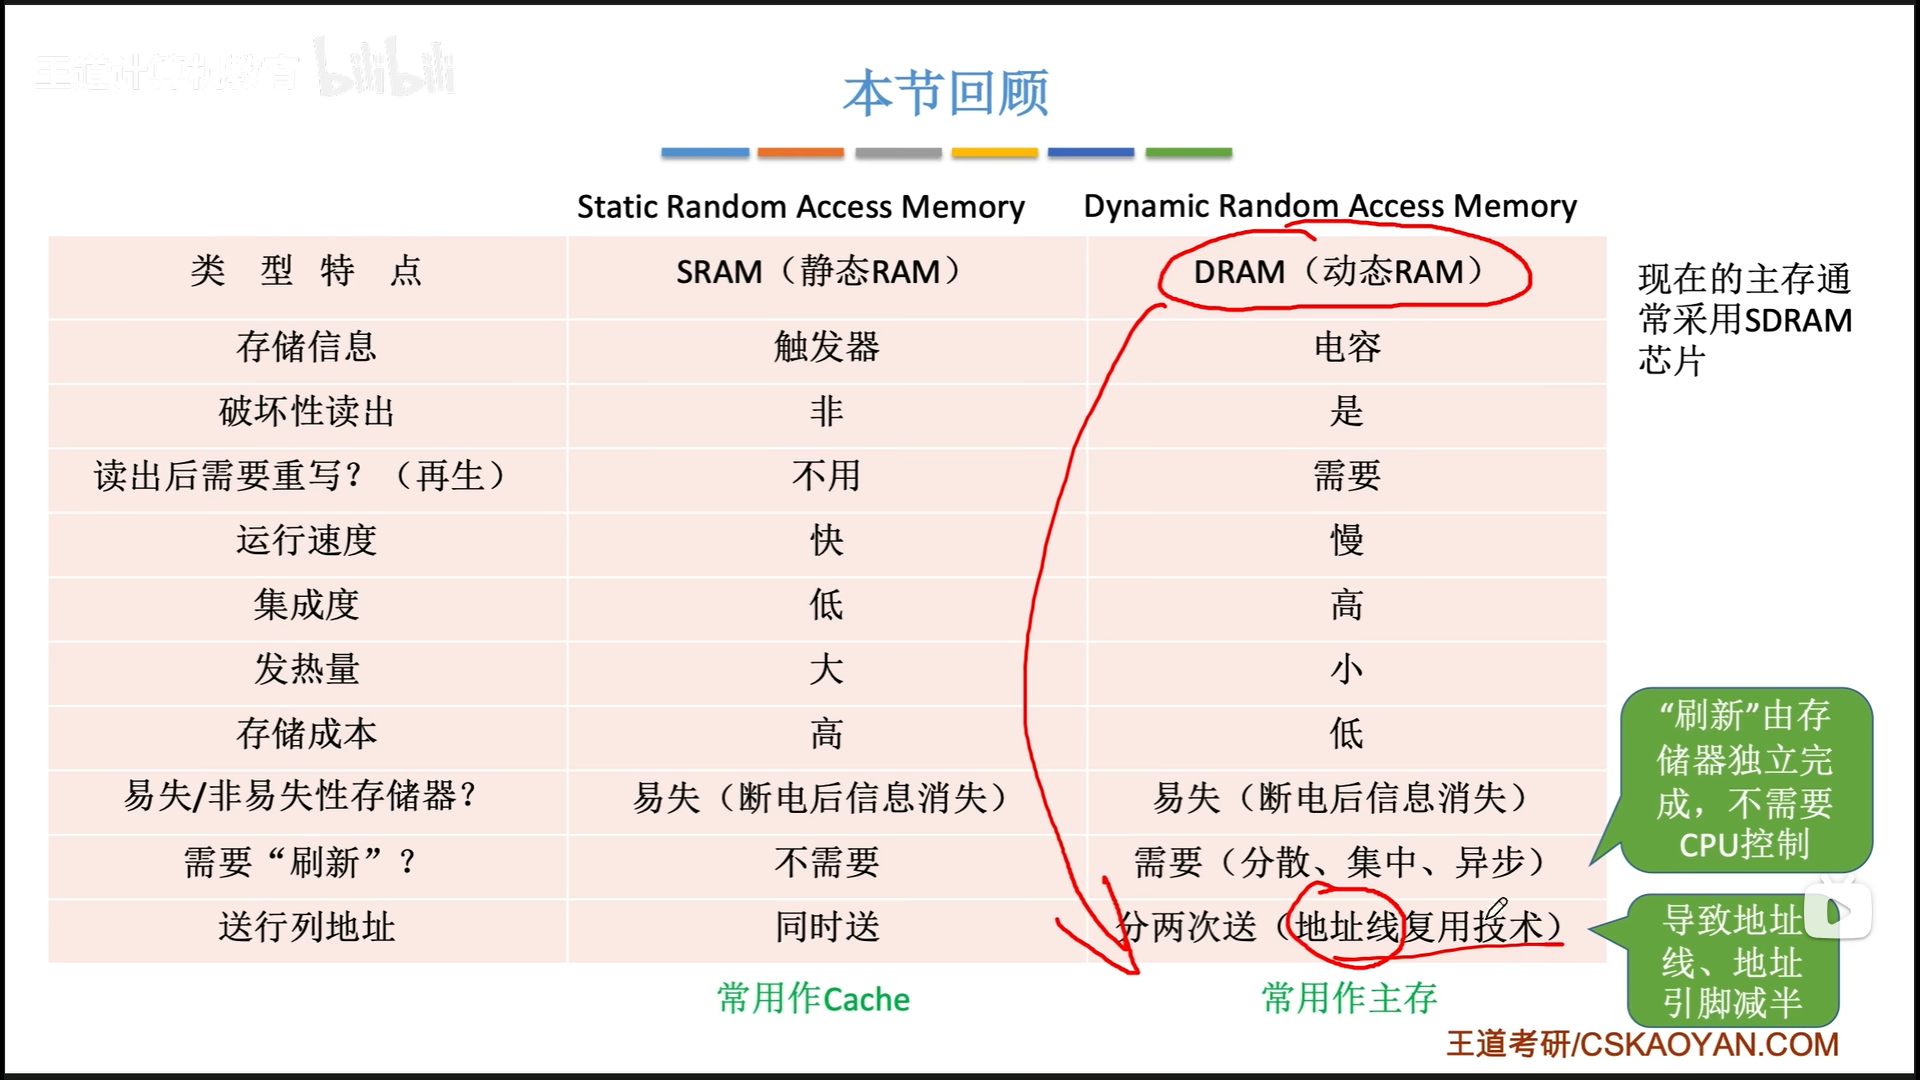 王道计算机教育 bilibili
本节回顾
Static Random Access Memory
Dynamic Random Access Memory
类 型 特 点
SRAM（静态RAM）
DRAM（动态RAM）
存储信息
触发器
电容
破坏性读出
非
是
读出后需要重写？（再生）
不用
需要
运行速度
快
慢
集成度
低
高
发热量
大
小
存储成本
高
低
易失/非易失性存储器？
易失（断电后信息消失）
易失（断电后信息消失）
需要“刷新”？
不需要
需要（分散、集中、异步）
送行列地址
同时送
分两次送（地址线复用技术）
常用作Cache
常用作主存
现在的主存通
常采用SDRAM
芯片
“刷新”由存
储器独立完
成，不需要
CPU控制
导致地址
线、地址
引脚减半
王道考研/CSKAOYAN.COM